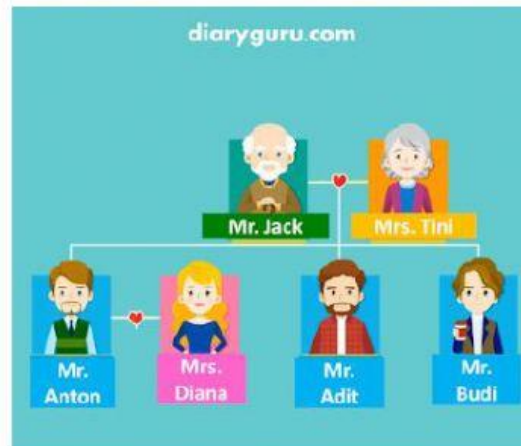 diaryguru.com
Mr. Jack
Mrs. Tini
Mr.
Anton
Mrs.
Diana
Mr.
Adit
Mr.
Budi